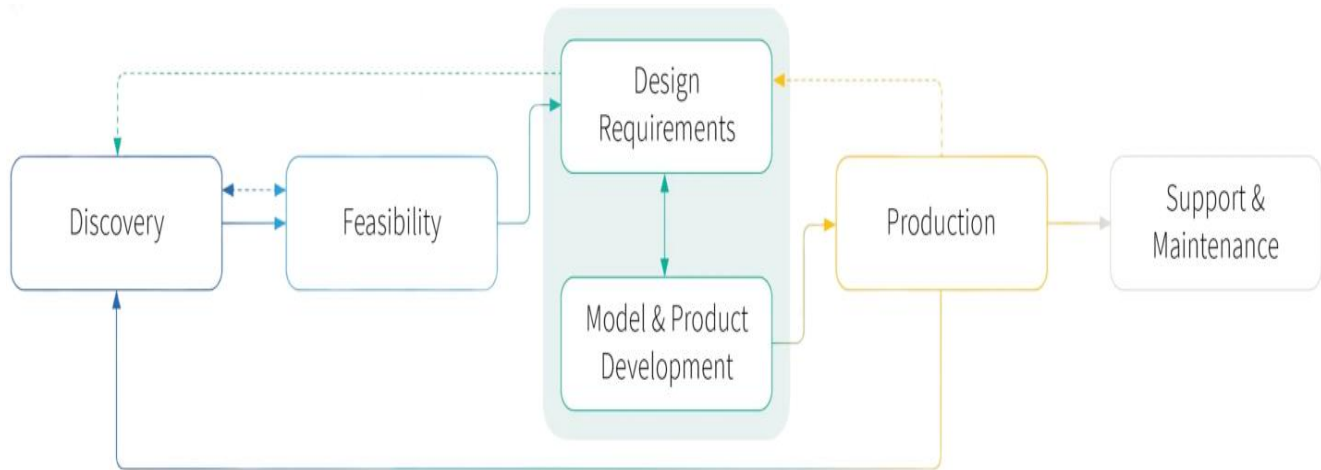 Discovery
Feasibility
Design
Requirements
Model & Product
Development
Production
Support &
Maintenance